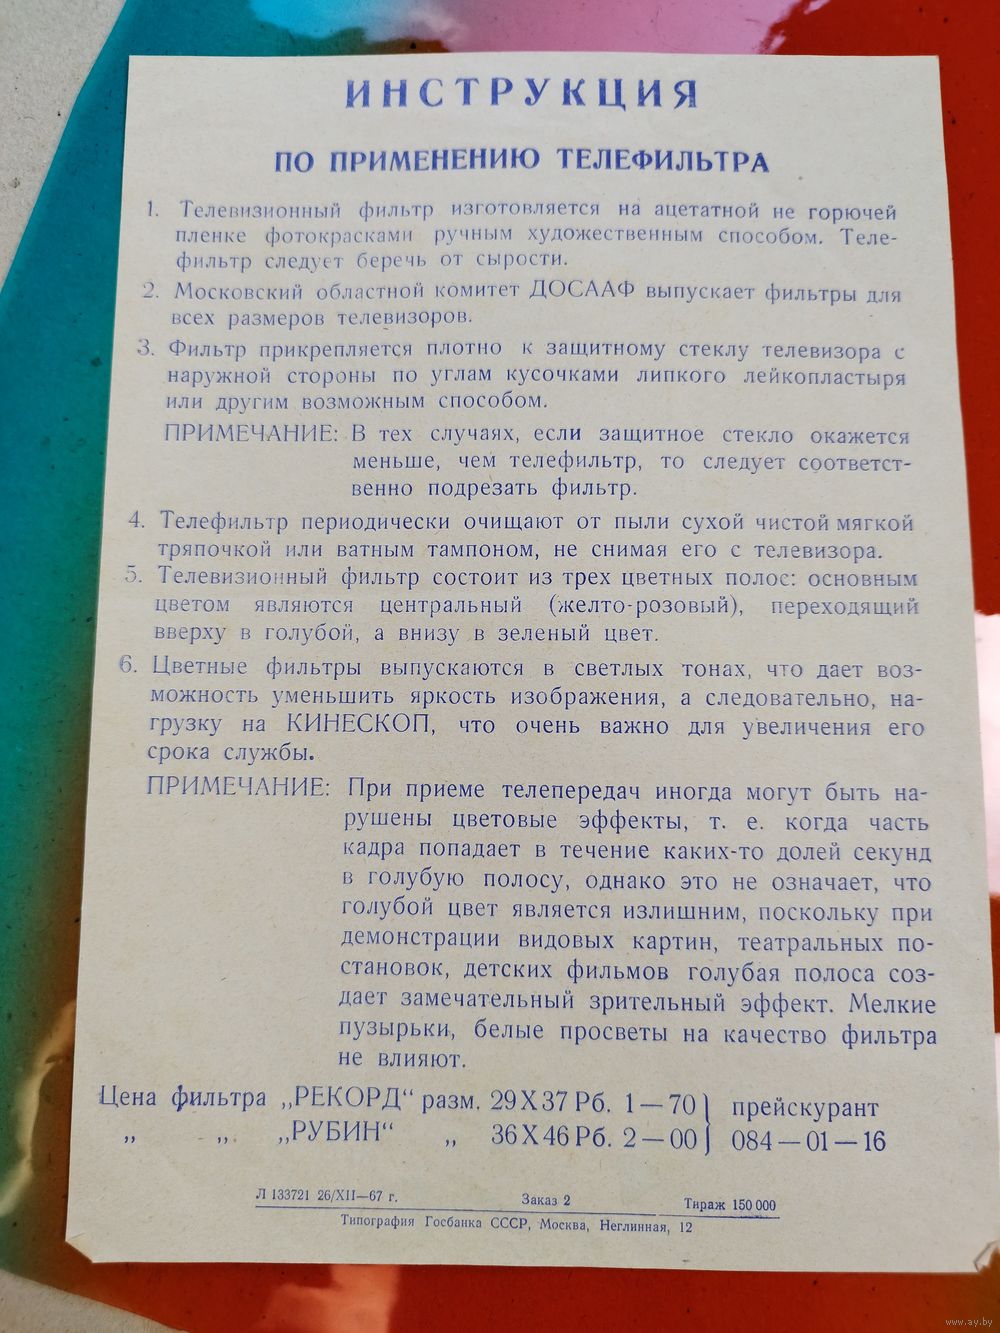 ИНСТРУКЦИЯ
ПО ПРИМЕНЕНИЮ ТЕЛЕФИЛЬТРА
1. Телевизионный фильтр изготовляется на ацетатной не горючей
пленке фотокрасками ручным художественным способом. Теле-
фильтр следует беречь от сырости.
2. Московский областной комитет ДОСААФ выпускает фильтры для
всех размеров телевизоров.
3. Фильтр прикрепляется плотно к защитному стеклу телевизора с
наружной стороны по углам кусочками липкого лейкопластыря
или другим возможным способом.
ПРИМЕЧАНИЕ: В тех случаях, если защитное стекло окажется
меньше, чем телефильтр, то следует соответст-
венно подрезать фильтр.
4. Телефильтр периодически очищают от пыли сухой чистой мягкой
тряпочкой или ватным тампоном, не снимая его с телевизора.
5. Телевизионный фильтр состоит из трех цветных полос: основным
цветом являются центральный (желто-розовый), переходящий
вверху в голубой, а внизу в зеленый цвет.
6. Цветные фильтры выпускаются в светлых тонах, что дает воз-
можность уменьшить яркость изображения, а следовательно, на-
грузку на КИНЕСКОП, что очень важно для увеличения его
срока службы.
ПРИМЕЧАНИЕ: При приеме телепередач иногда могут быть на-
рушены цветовые эффекты, т. е. когда часть
кадра попадает в течение каких-то долей секунд
в голубую полосу, однако это не означает, что
голубой цвет является излишним, поскольку при
демонстрации видовых картин, театральных по-
становок, детских фильмов голубая полоса соз-
дает замечательный зрительный эффект. Мелкие
пузырьки, белые просветы на качество фильтра
не влияют.
Цена фильтра „РЕКОРД“ разм. 29Х37 Рб. 1—70 } прейскурант
„ „ „РУБИН“ „ 36Х46 Рб. 2—00 } 084—01—16
Л 133721 26/XII—67 г. Заказ 2 Тираж 150 000
Типография Госбанка СССР, Москва, Неглинная, 12
www.ay.by